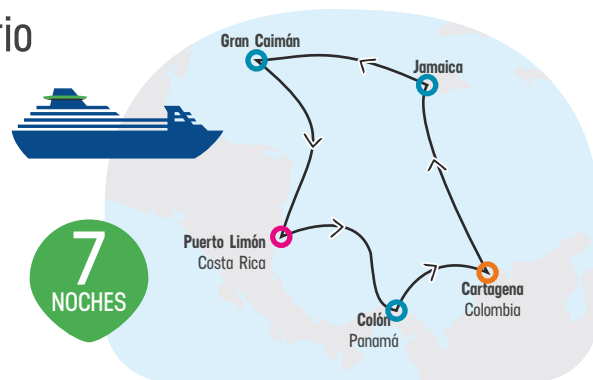 rio
Gran Caimán
Jamaica
Puerto Limón
Costa Rica
7
NOCHES
Cartagena
Colombia
Colón
Panamá